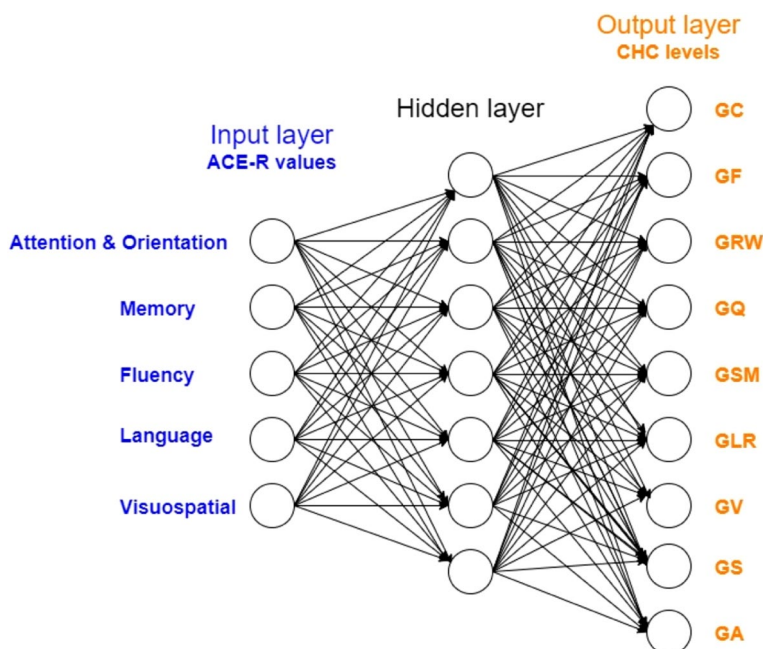 Output layer
CHC levels
Hidden layer
Input layer
ACE-R values
Attention & Orientation
Memory
Fluency
Language
Visuospatial
GC
GF
GRW
GQ
GSM
GLR
GV
GS
GA